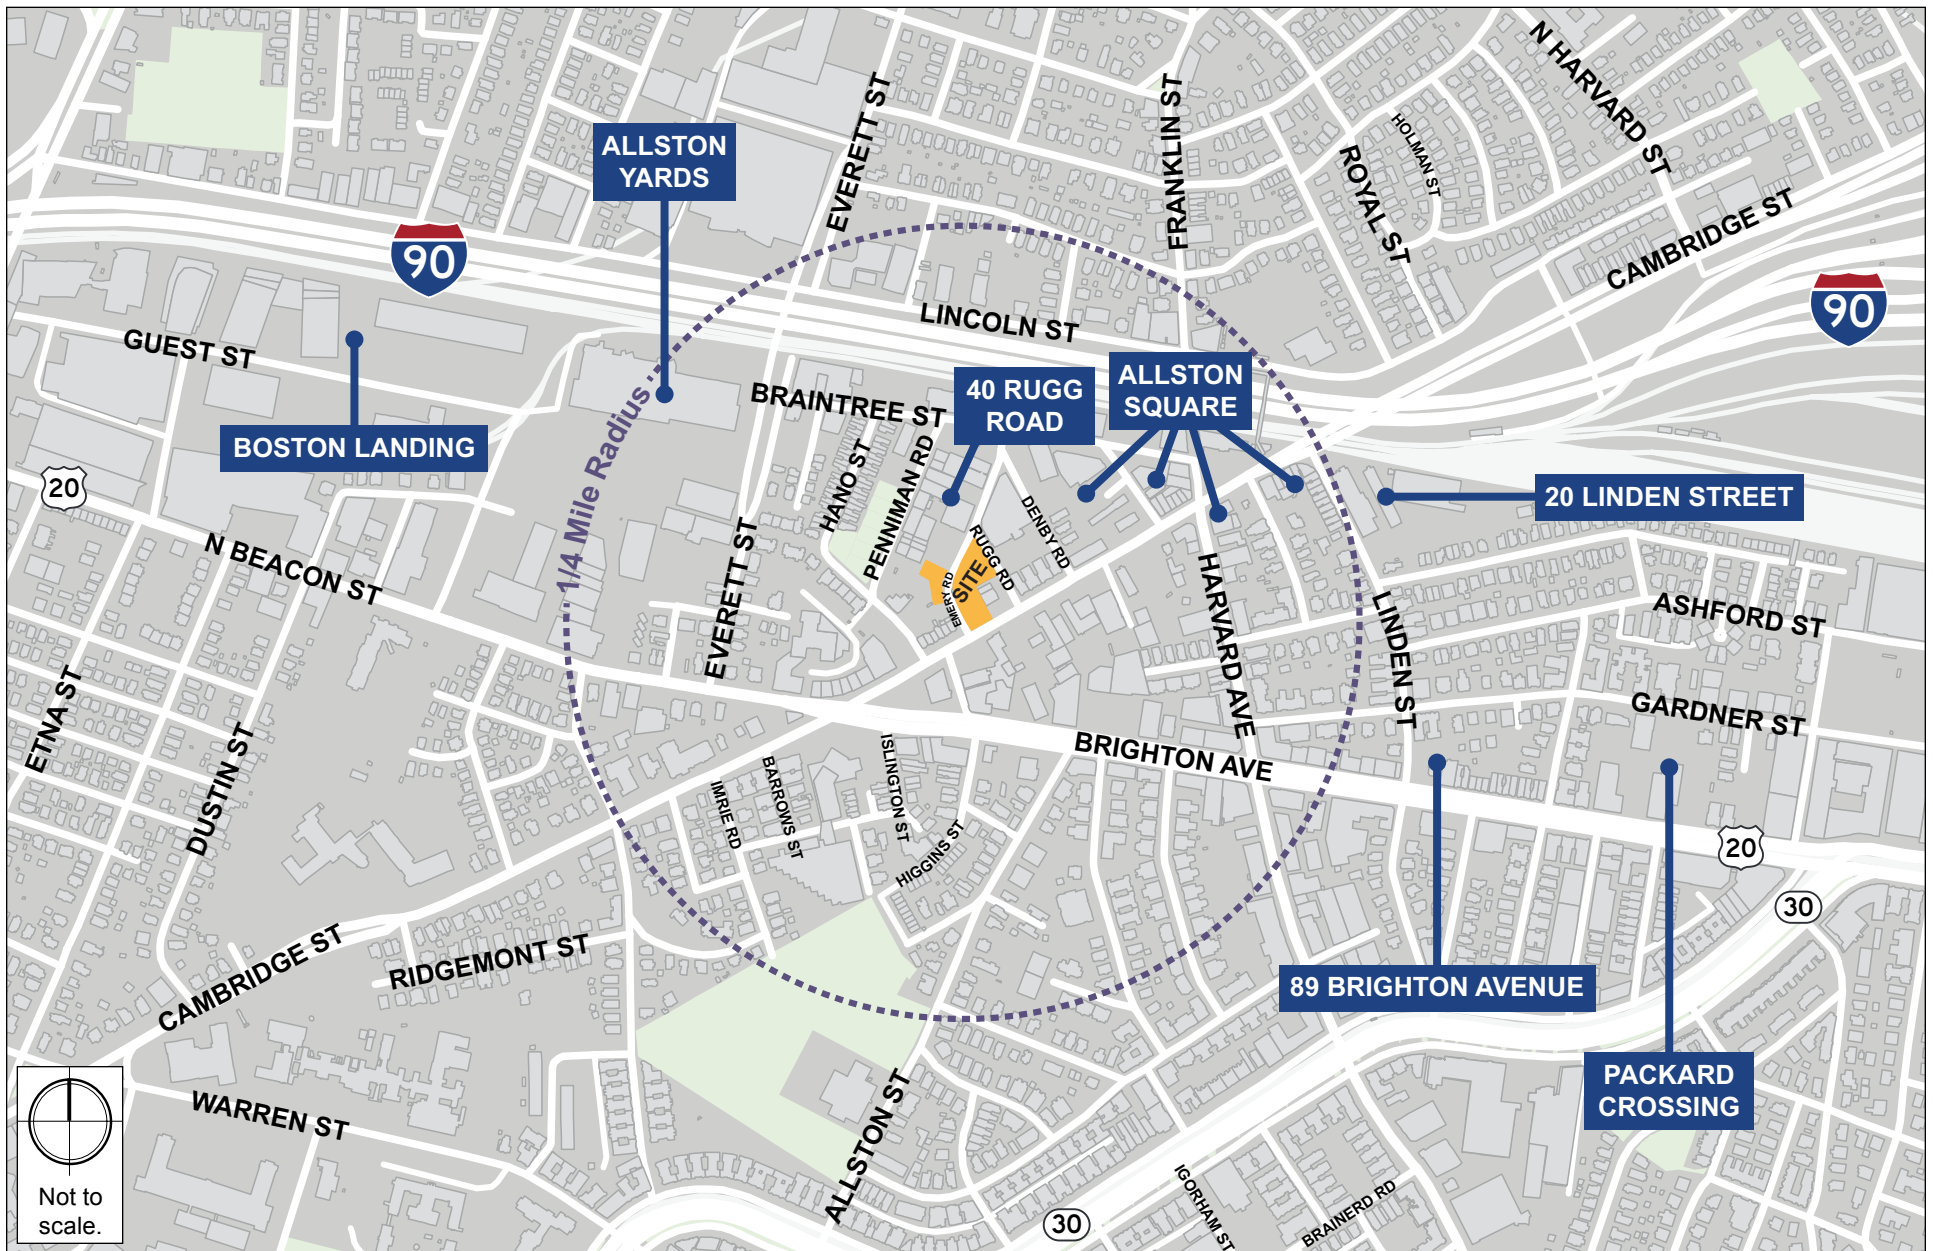 N HARVARD ST
EVERETT ST
FRANKLIN ST
HOLMAN ST
ALLSTON
YARDS
ROYAL ST
CAMBRIDGE ST
90
90
LINCOLN ST
GUEST ST
BRAINTREE ST
40 RUGG
ROAD
ALLSTON
SQUARE
1/4 Mile Radius
BOSTON LANDING
HANO ST
PENNIMAN RD
20
20 LINDEN STREET
DENBY RD
RUGG RD
N BEACON ST
EVERETT ST
EMERY RD
SITE
HARVARD AVE
LINDEN ST
ASHFORD ST
ETNA ST
DUSTIN ST
GARDNER ST
BRIGHTON AVE
ISLINGTON ST
BARROWS ST
IMRIE RD
HIGGINS ST
20
30
CAMBRIDGE ST
RIDGEMONT ST
89 BRIGHTON AVENUE
PACKARD
CROSSING
WARREN ST
ALLSTON ST
Not to
scale.
30
IGORHAM ST
BRAINERD RD